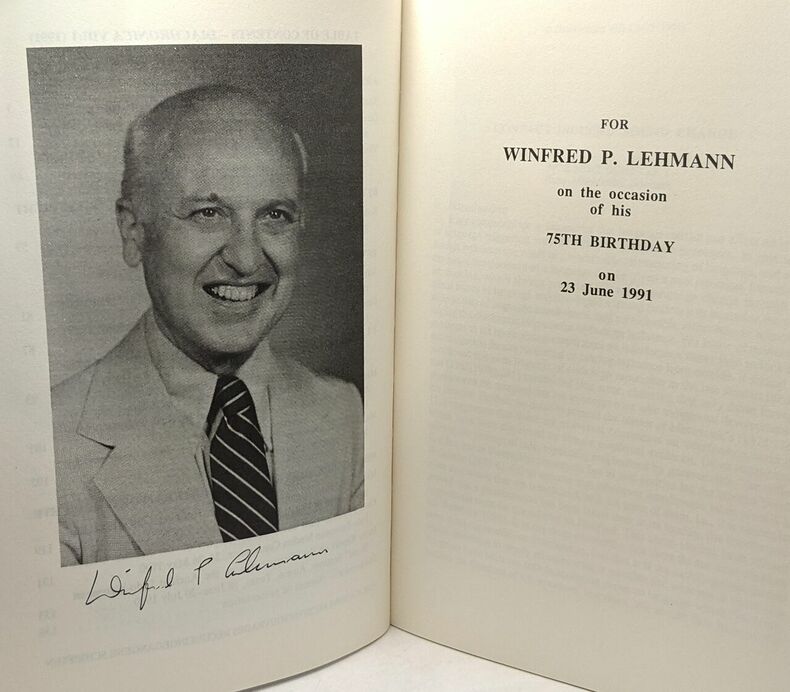 Winfred P Lehmann
FOR
WINFRED P. LEHMANN
on the occasion
of his
75TH BIRTHDAY
on
23 June 1991